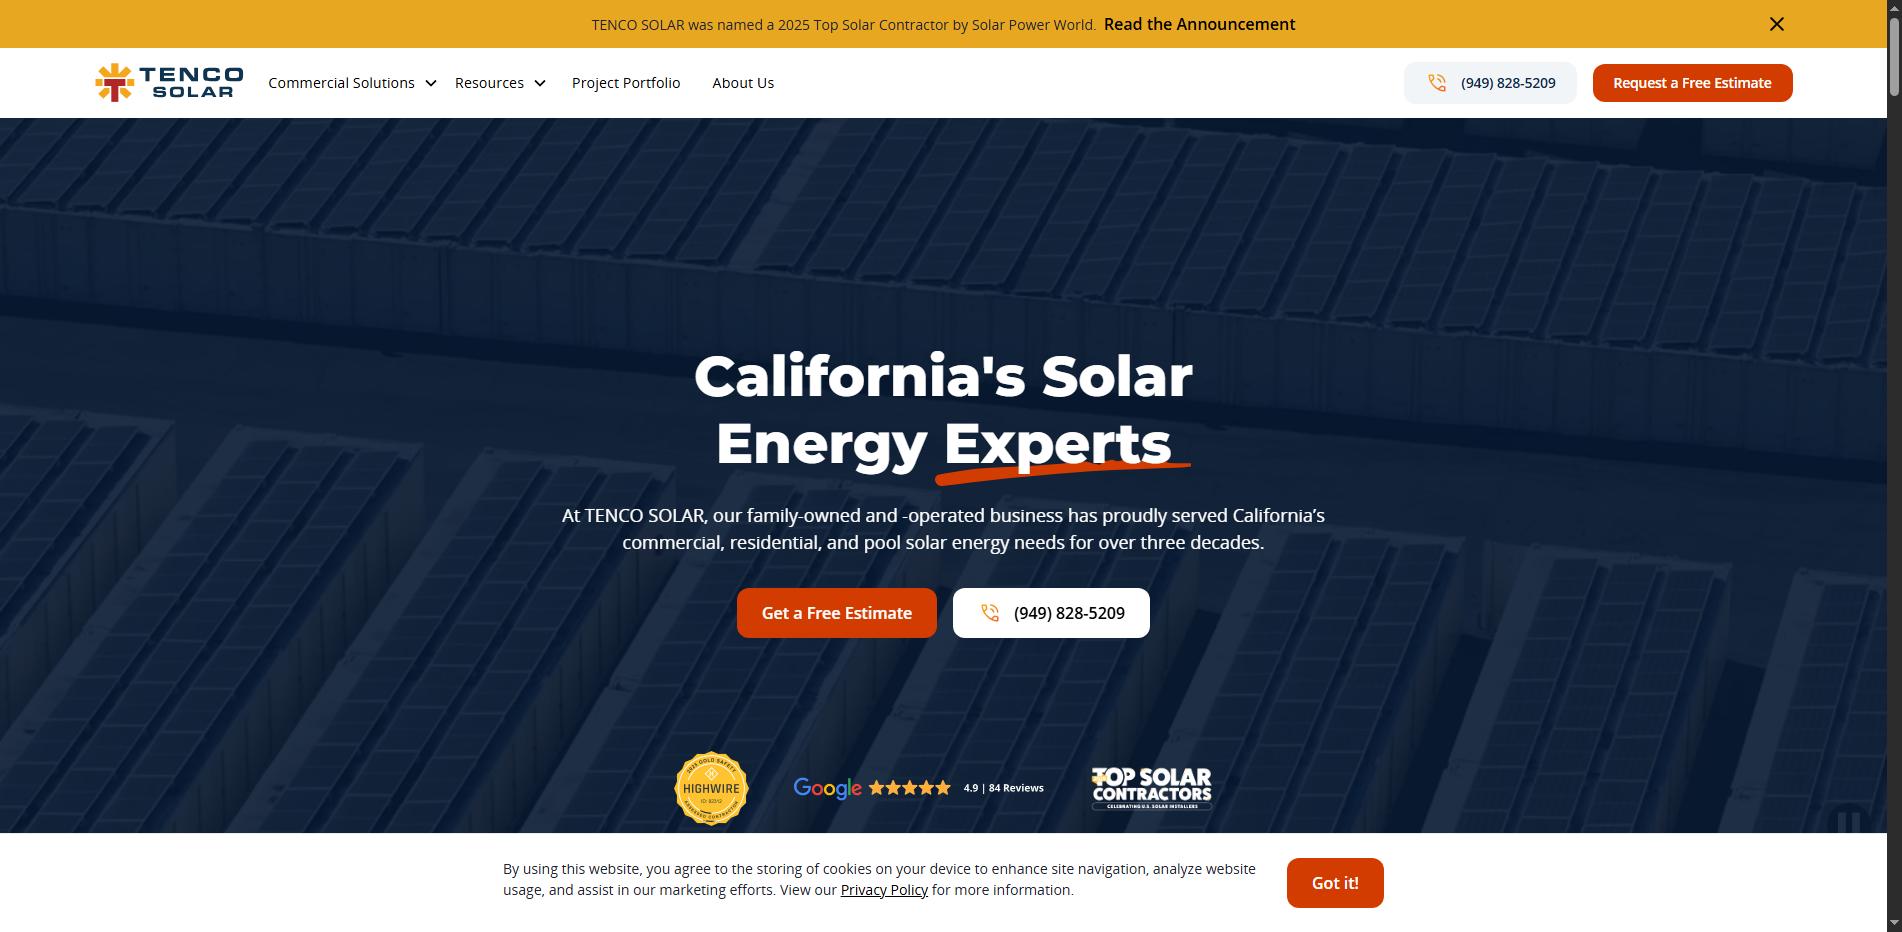 TENCO SOLAR was named a 2025 Top Solar Contractor by Solar Power World. Read the Announcement
TENCO
SOLAR
Commercial Solutions
Resources
Project Portfolio
About Us
(949) 828-5209
Request a Free Estimate
California's Solar
Energy Experts
At TENCO SOLAR, our family-owned and -operated business has proudly served California’s
commercial, residential, and pool solar energy needs for over three decades.
Get a Free Estimate
(949) 828-5209
GOLD SAFETY
HIGHWIRE
Google
4.9 | 84 Reviews
TOP SOLAR
CONTRACTORS
CELEBRATING U.S. SOLAR INSTALLERS
By using this website, you agree to the storing of cookies on your device to enhance site navigation, analyze website
usage, and assist in our marketing efforts. View our Privacy Policy for more information.
Got it!